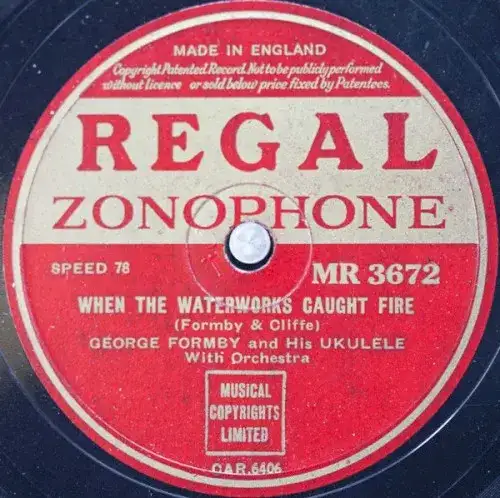 MADE IN ENGLAND
Copyright Patented Record. Not to be publicly performed
without licence or sold below price fixed by Patentees.
REGAL
ZONOPHONE
SPEED 78
MR 3672
WHEN THE WATERWORKS CAUGHT FIRE
(Formby & Cliffe)
GEORGE FORMBY and His UKULELE
With Orchestra
MUSICAL
COPYRIGHTS
LIMITED
OAR.6406